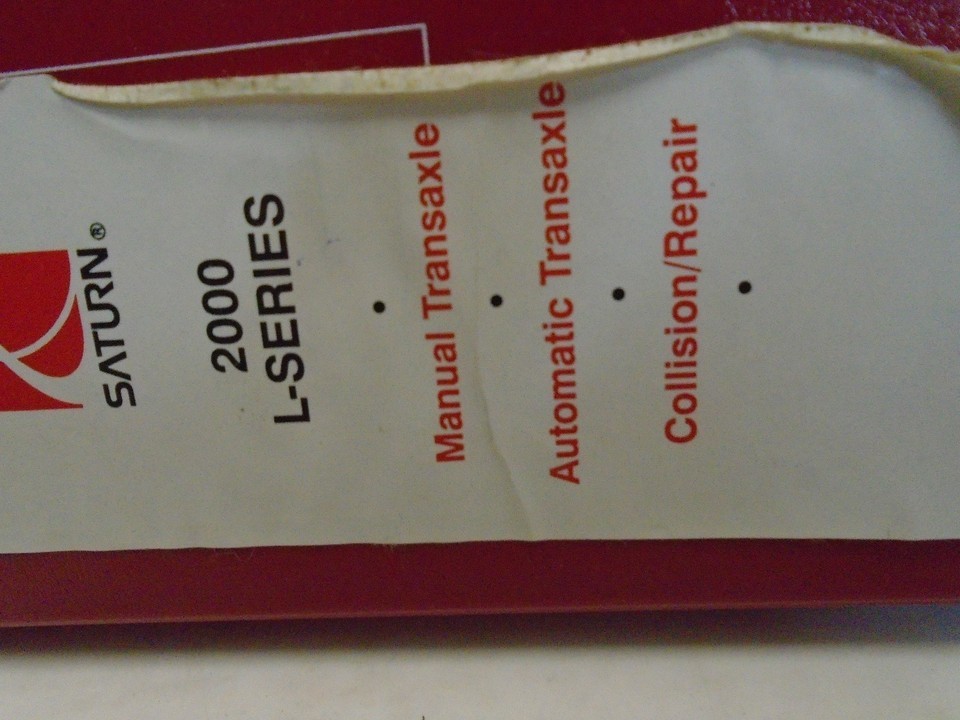 SATURN®
2000
L-SERIES
•
Manual Transaxle
•
Automatic Transaxle
•
Collision/Repair
•